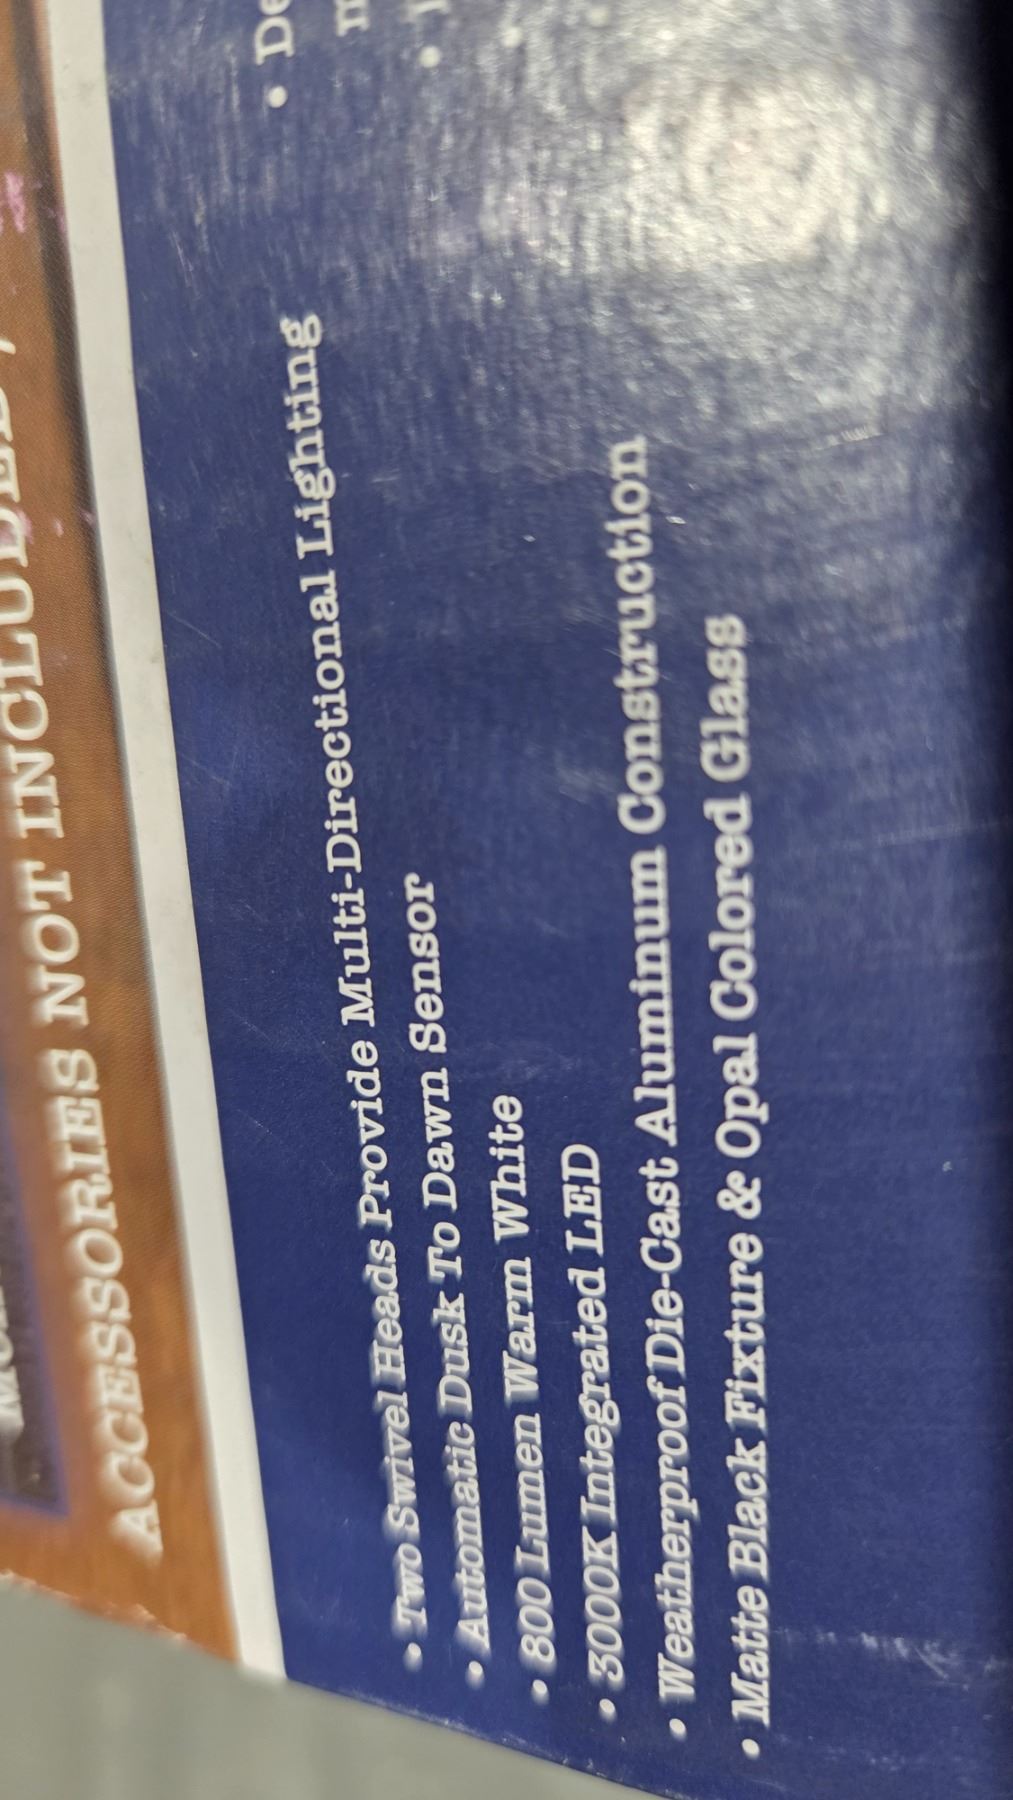 ACCESSORIES NOT INCLUDED
• Two Swivel Heads Provide Multi-Directional Lighting
• Automatic Dusk To Dawn Sensor
• 800 Lumen Warm White
• 3000K Integrated LED
• Weatherproof Die-Cast Aluminum Construction
• Matte Black Fixture & Opal Colored Glass